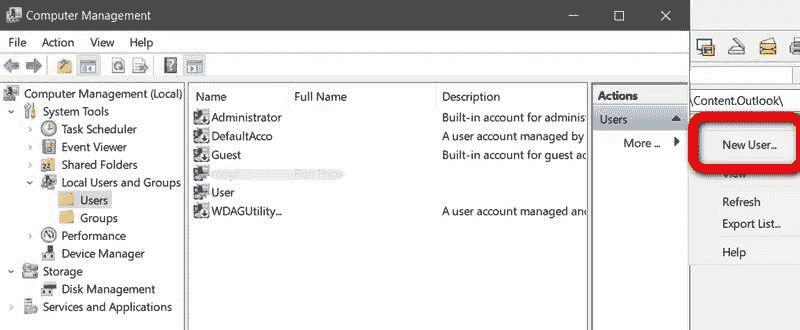 Computer Management
File Action View Help
Computer Management (Local)
System Tools
Task Scheduler
Event Viewer
Shared Folders
Local Users and Groups
Users
Groups
Performance
Device Manager
Storage
Disk Management
Services and Applications
Name Full Name Description
Administrator Built-in account for adminis
DefaultAcco A user account managed by
Guest Built-in account for guest ac
User
WDAGUtility... A user account managed and
Actions
Users
More ...
\Content.Outlook\
New User...
View
Refresh
Export List...
Help